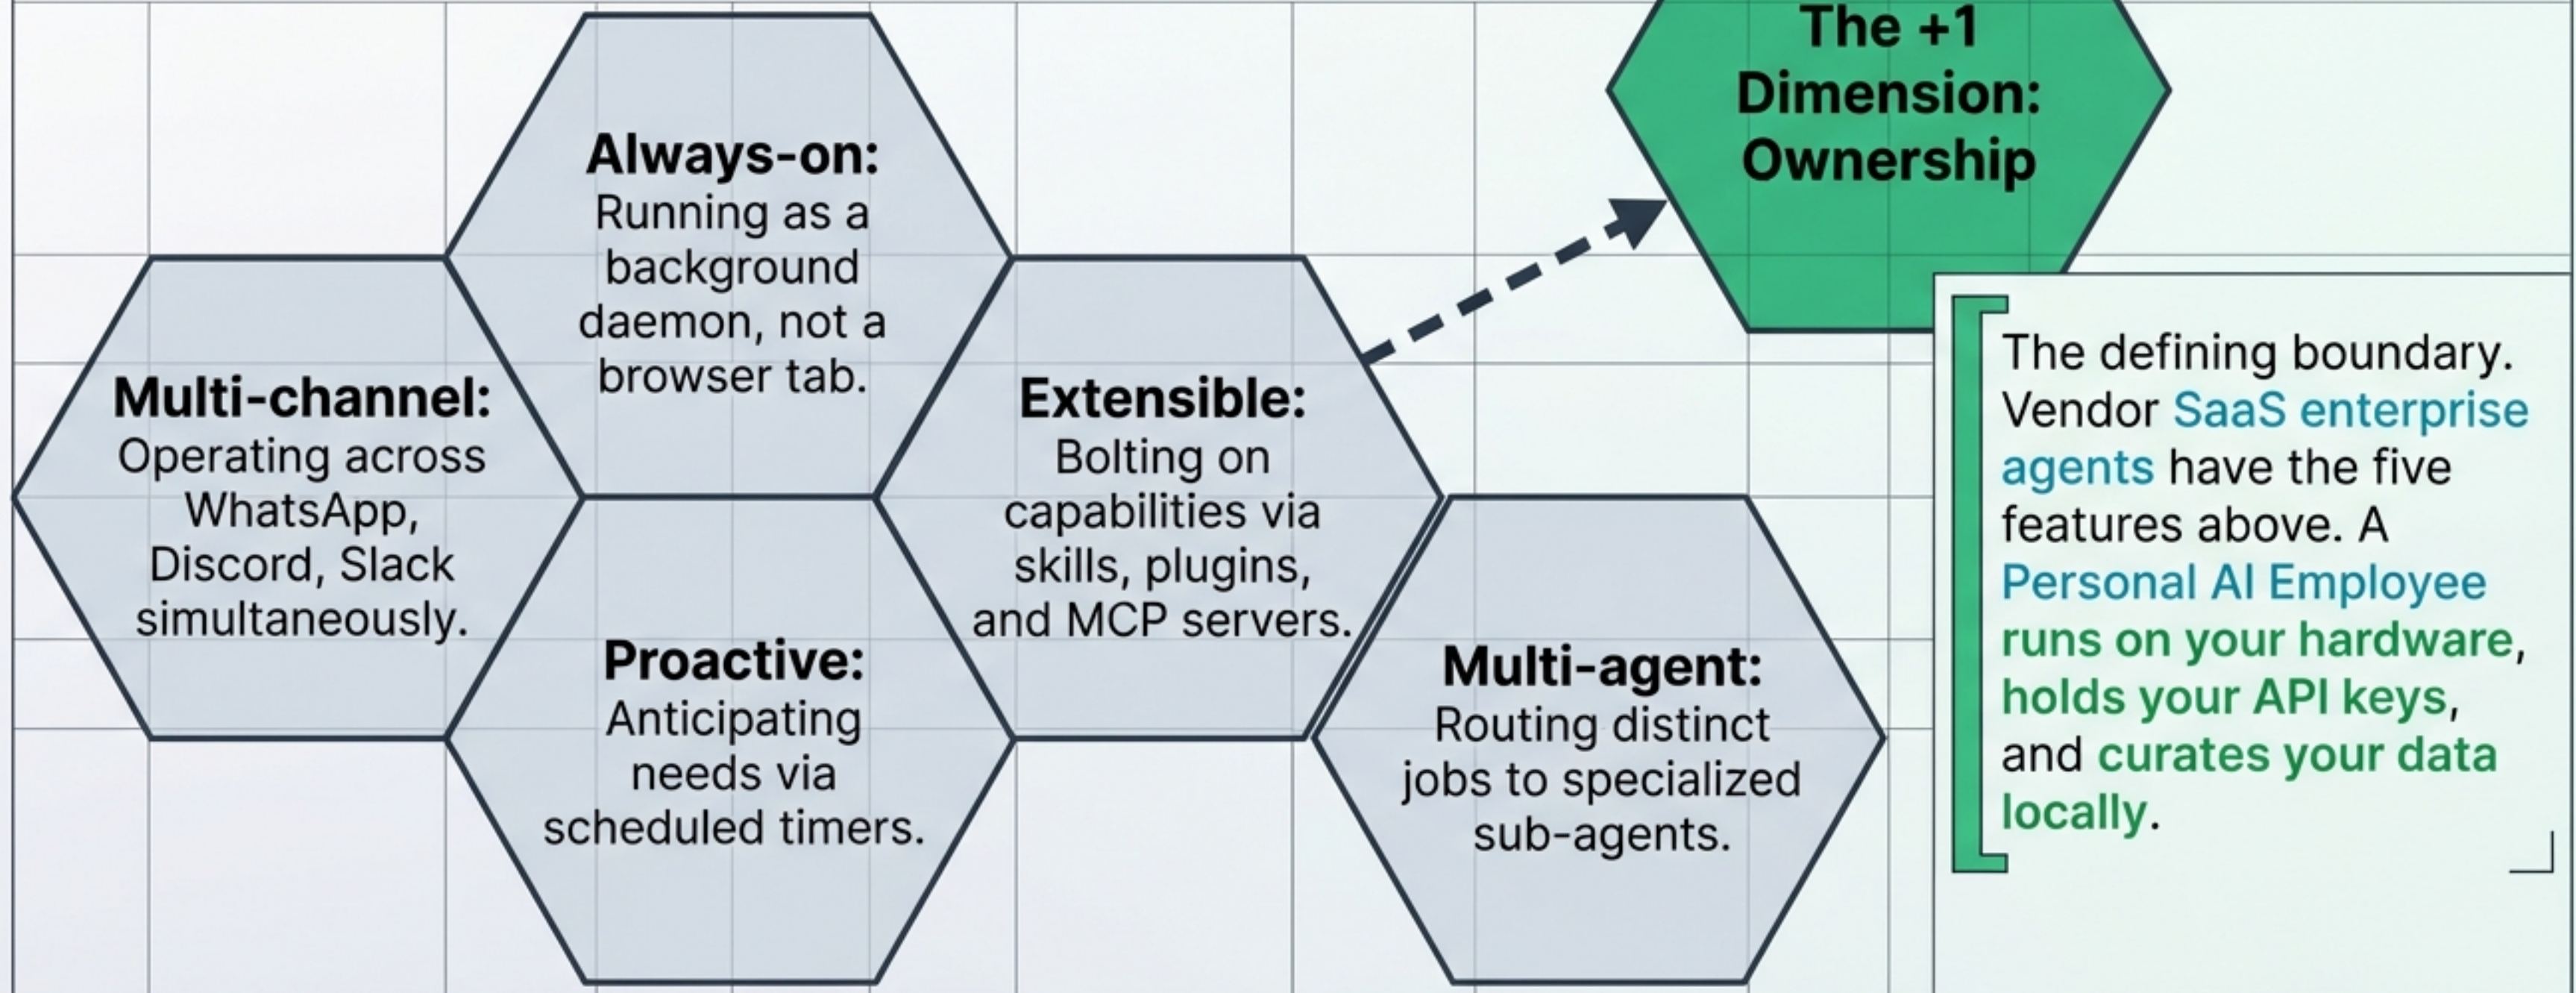 Always-on:
Running as a
background
daemon, not a
browser tab.
Multi-channel:
Operating across
WhatsApp,
Discord, Slack
simultaneously.
Extensible:
Bolting on
capabilities via
skills, plugins,
and MCP servers.
Proactive:
Anticipating
needs via
scheduled timers.
Multi-agent:
Routing distinct
jobs to specialized
sub-agents.
The +1
Dimension:
Ownership
The defining boundary.
Vendor SaaS enterprise
agents have the five
features above. A
Personal AI Employee
runs on your hardware,
holds your API keys,
and curates your data
locally.